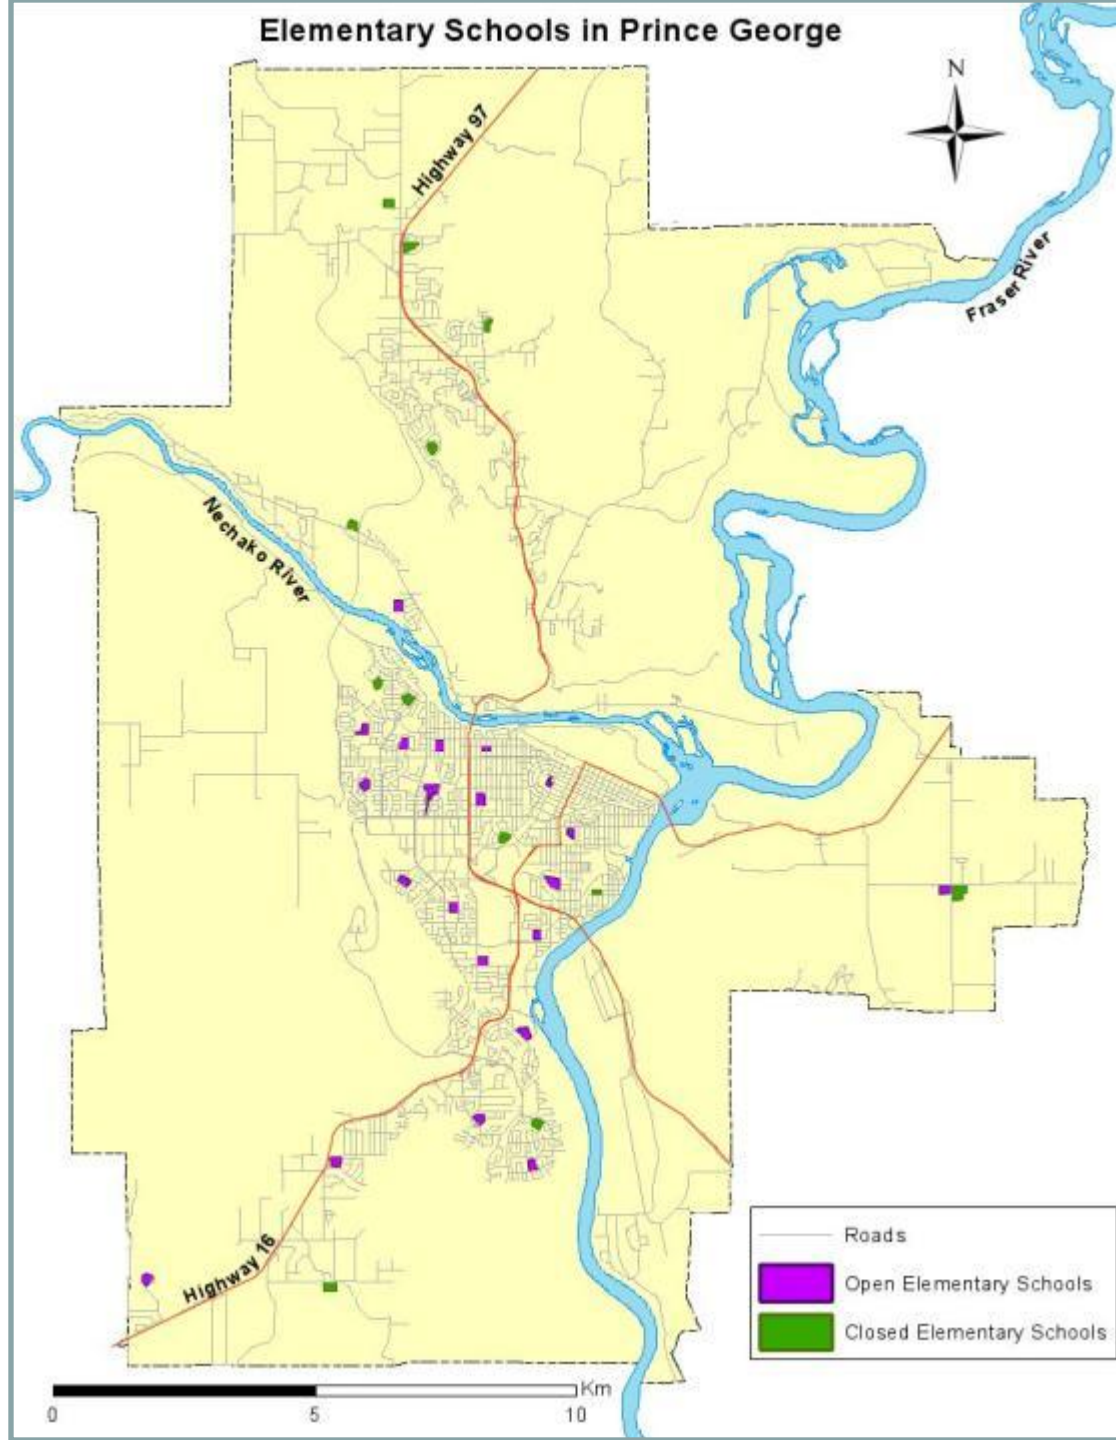 Elementary Schools in Prince George
N
Highway 97
Fraser River
Nechako River
Highway 16
Roads
Open Elementary Schools
Closed Elementary Schools
Km
0 5 10